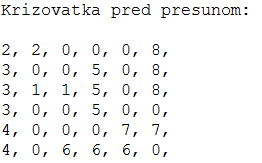 Krizovatka pred presunom:
2, 2, 0, 0, 0, 8,
3, 0, 0, 5, 0, 8,
3, 1, 1, 5, 0, 8,
3, 0, 0, 5, 0, 0,
4, 0, 0, 0, 7, 7,
4, 0, 6, 6, 6, 0,